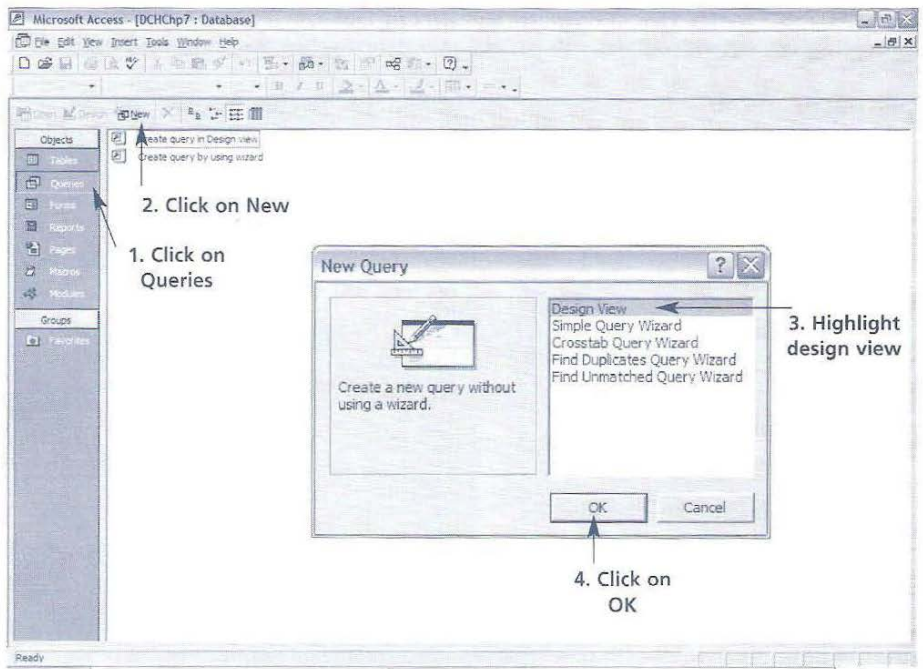 Microsoft Access - [DCHChp7 : Database]
File Edit View Insert Tools Window Help
Open Design New
Objects
Tables
Queries
Forms
Reports
Pages
Macros
Modules
Groups
Favorites
Create query in Design view
Create query by using wizard
2. Click on New
1. Click on
Queries
New Query
Create a new query without
using a wizard.
Design View
Simple Query Wizard
Crosstab Query Wizard
Find Duplicates Query Wizard
Find Unmatched Query Wizard
3. Highlight
design view
OK
Cancel
4. Click on
OK
Ready